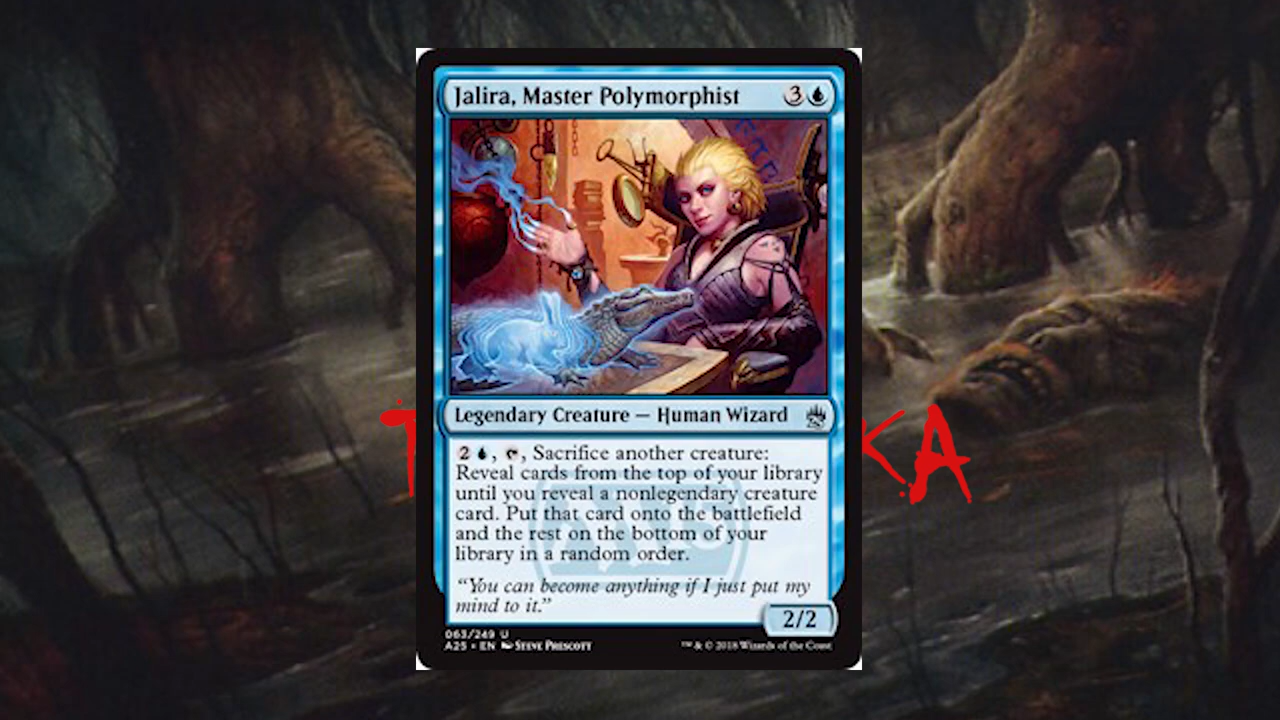 Jalira, Master Polymorphist 3
Legendary Creature — Human Wizard
2, , Sacrifice another creature:
Reveal cards from the top of your library
until you reveal a nonlegendary creature
card. Put that card onto the battlefield
and the rest on the bottom of your
library in a random order.
“You can become anything if I just put my
mind to it.”
2/2
063/249 U
A25 • EN Steve Prescott
™ & © 2018 Wizards of the Coast